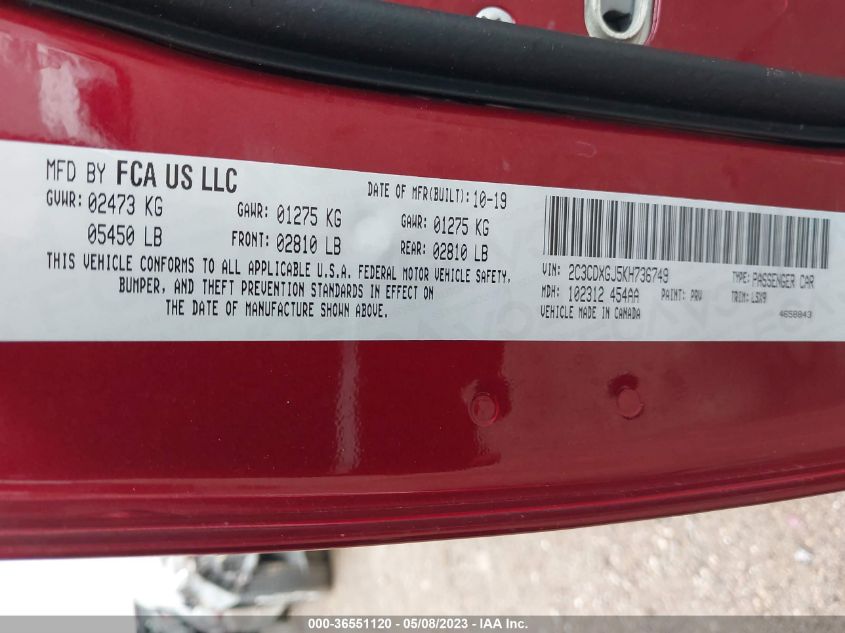 MFD BY FCA US LLC
DATE OF MFR(BUILT): 10-19
GVWR: 02473 KG
05450 LB
GAWR: 01275 KG
FRONT: 02810 LB
GAWR: 01275 KG
REAR: 02810 LB
THIS VEHICLE CONFORMS TO ALL APPLICABLE U.S.A. FEDERAL MOTOR VEHICLE SAFETY,
BUMPER, AND THEFT PREVENTION STANDARDS IN EFFECT ON
THE DATE OF MANUFACTURE SHOWN ABOVE.
VIN: 2C3CDXGJ5KH736749
TYPE: PASSENGER CAR
MDH: 102312 454AA
PAINT: PRV
TRIM: LSX9
VEHICLE MADE IN CANADA
4658843
000-36551120 - 05/08/2023 - IAA Inc.